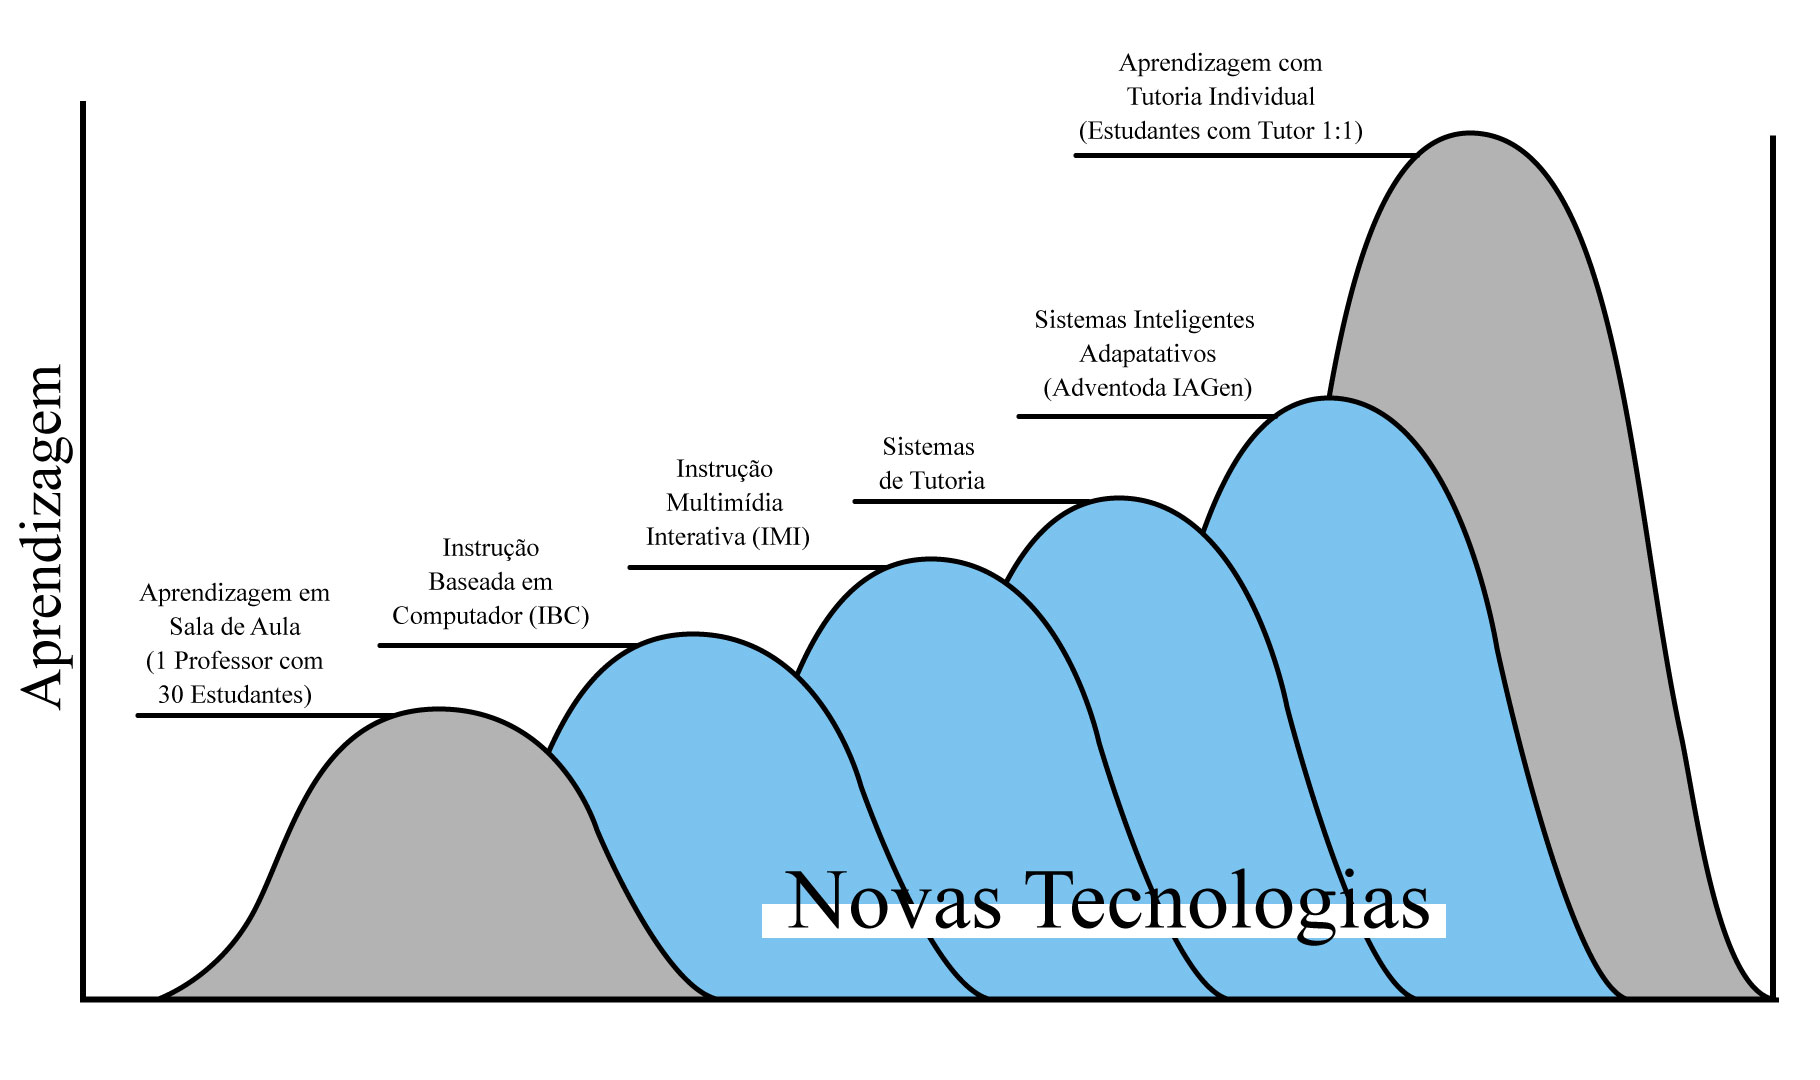 Aprendizagem com
Tutoria Individual
(Estudantes com Tutor 1:1)
Sistemas Inteligentes
Adapatativos
(Adventoda IAGen)
Sistemas
de Tutoria
Instrução
Multimídia
Interativa (IMI)
Instrução
Baseada em
Computador (IBC)
Aprendizagem em
Sala de Aula
(1 Professor com
30 Estudantes)
Aprendizagem
Novas Tecnologias